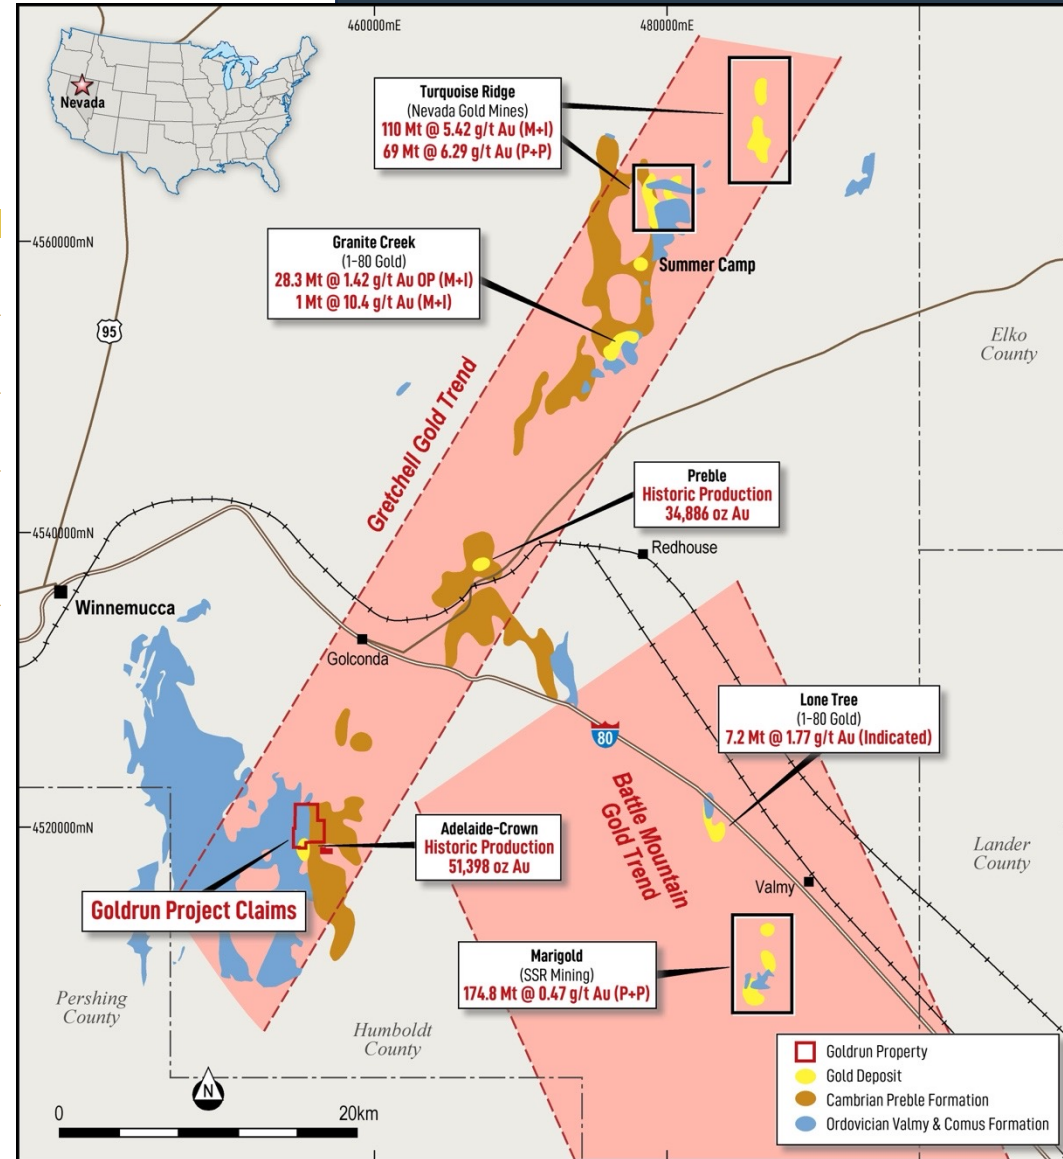 460000mE
480000mE
Nevada
Turquoise Ridge
(Nevada Gold Mines)
110 Mt @ 5.42 g/t Au (M+I)
69 Mt @ 6.29 g/t Au (P+P)
4560000mN
Granite Creek
(1-80 Gold)
28.3 Mt @ 1.42 g/t Au OP (M+I)
1 Mt @ 10.4 g/t Au (M+I)
Summer Camp
95
Elko
County
Gretchell Gold Trend
Preble
Historic Production
34,886 oz Au
4540000mN
Redhouse
Winnemucca
Golconda
Lone Tree
(1-80 Gold)
7.2 Mt @ 1.77 g/t Au (Indicated)
80
Battle Mountain
Gold Trend
4520000mN
Adelaide-Crown
Historic Production
51,398 oz Au
Lander
County
Valmy
Goldrun Project Claims
Marigold
(SSR Mining)
174.8 Mt @ 0.47 g/t Au (P+P)
Pershing
County
Humboldt
County
N
0
20km
Goldrun Property
Gold Deposit
Cambrian Preble Formation
Ordovician Valmy & Comus Formation